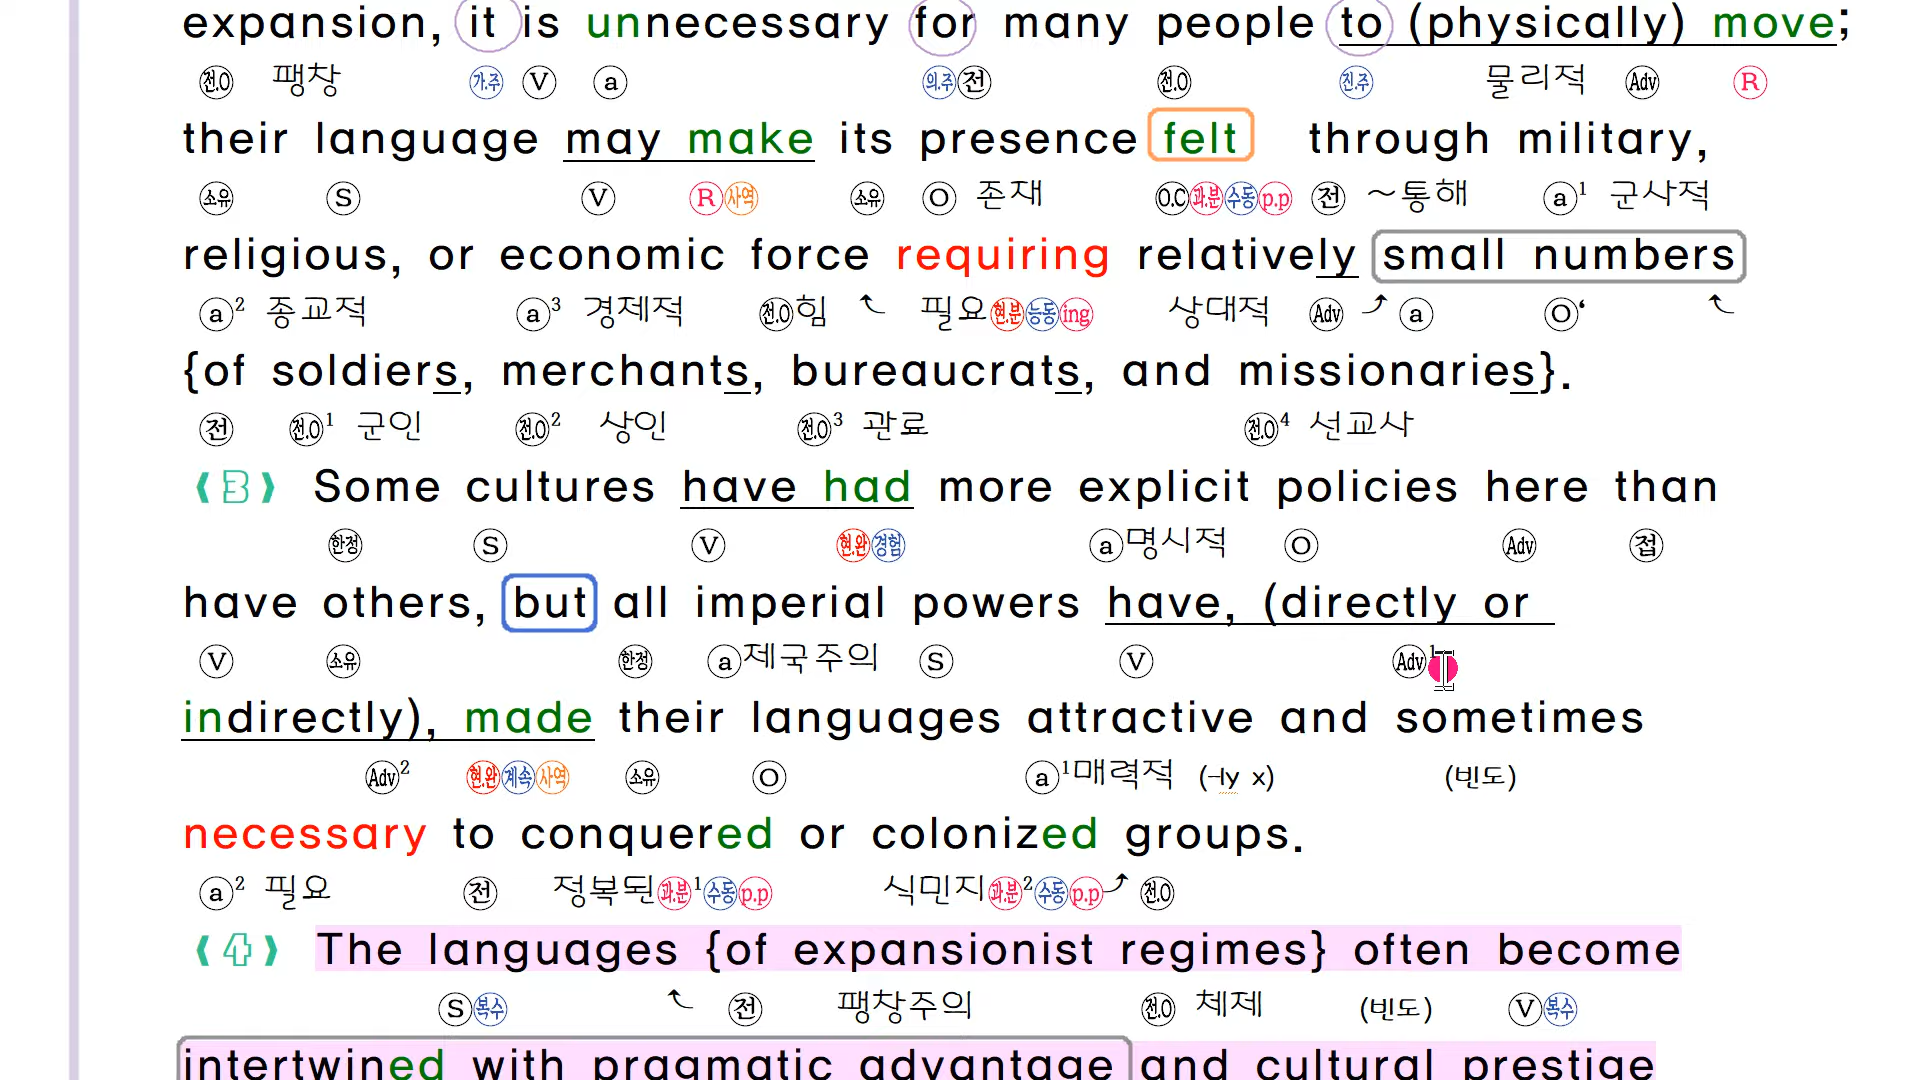 expansion, it is unnecessary for many people to (physically) move;
전.O 팽창 가.주 V a 의.주 전 전.O 진.주 물리적 Adv R
their language may make its presence felt through military,
소유 S V R 사역 소유 O 존재 O.C 과.분 수동 p.p 전 ~통해 a¹ 군사적
religious, or economic force requiring relatively small numbers
a² 종교적 a³ 경제적 전.O 힘 필요 현.분 능동 ing 상대적 Adv a O‘
{of soldiers, merchants, bureaucrats, and missionaries}.
전 전.O¹ 군인 전.O² 상인 전.O³ 관료 전.O⁴ 선교사
❪3❫ Some cultures have had more explicit policies here than
한정 S V 현.완 경험 a 명시적 O Adv 접
have others, but all imperial powers have, (directly or
V 소유 한정 a 제국주의 S V Adv¹
indirectly), made their languages attractive and sometimes
Adv² 현.완 계속 사역 소유 O a¹ 매력적 (-ly x) (빈도)
necessary to conquered or colonized groups.
a² 필요 전 정복된 과.분¹ 수동 p.p 식민지 과.분² 수동 p.p 전.O
❪4❫ The languages {of expansionist regimes} often become
S 복수 전 팽창주의 전.O 체제 (빈도) V 복수
intertwined with pragmatic advantage and cultural prestige